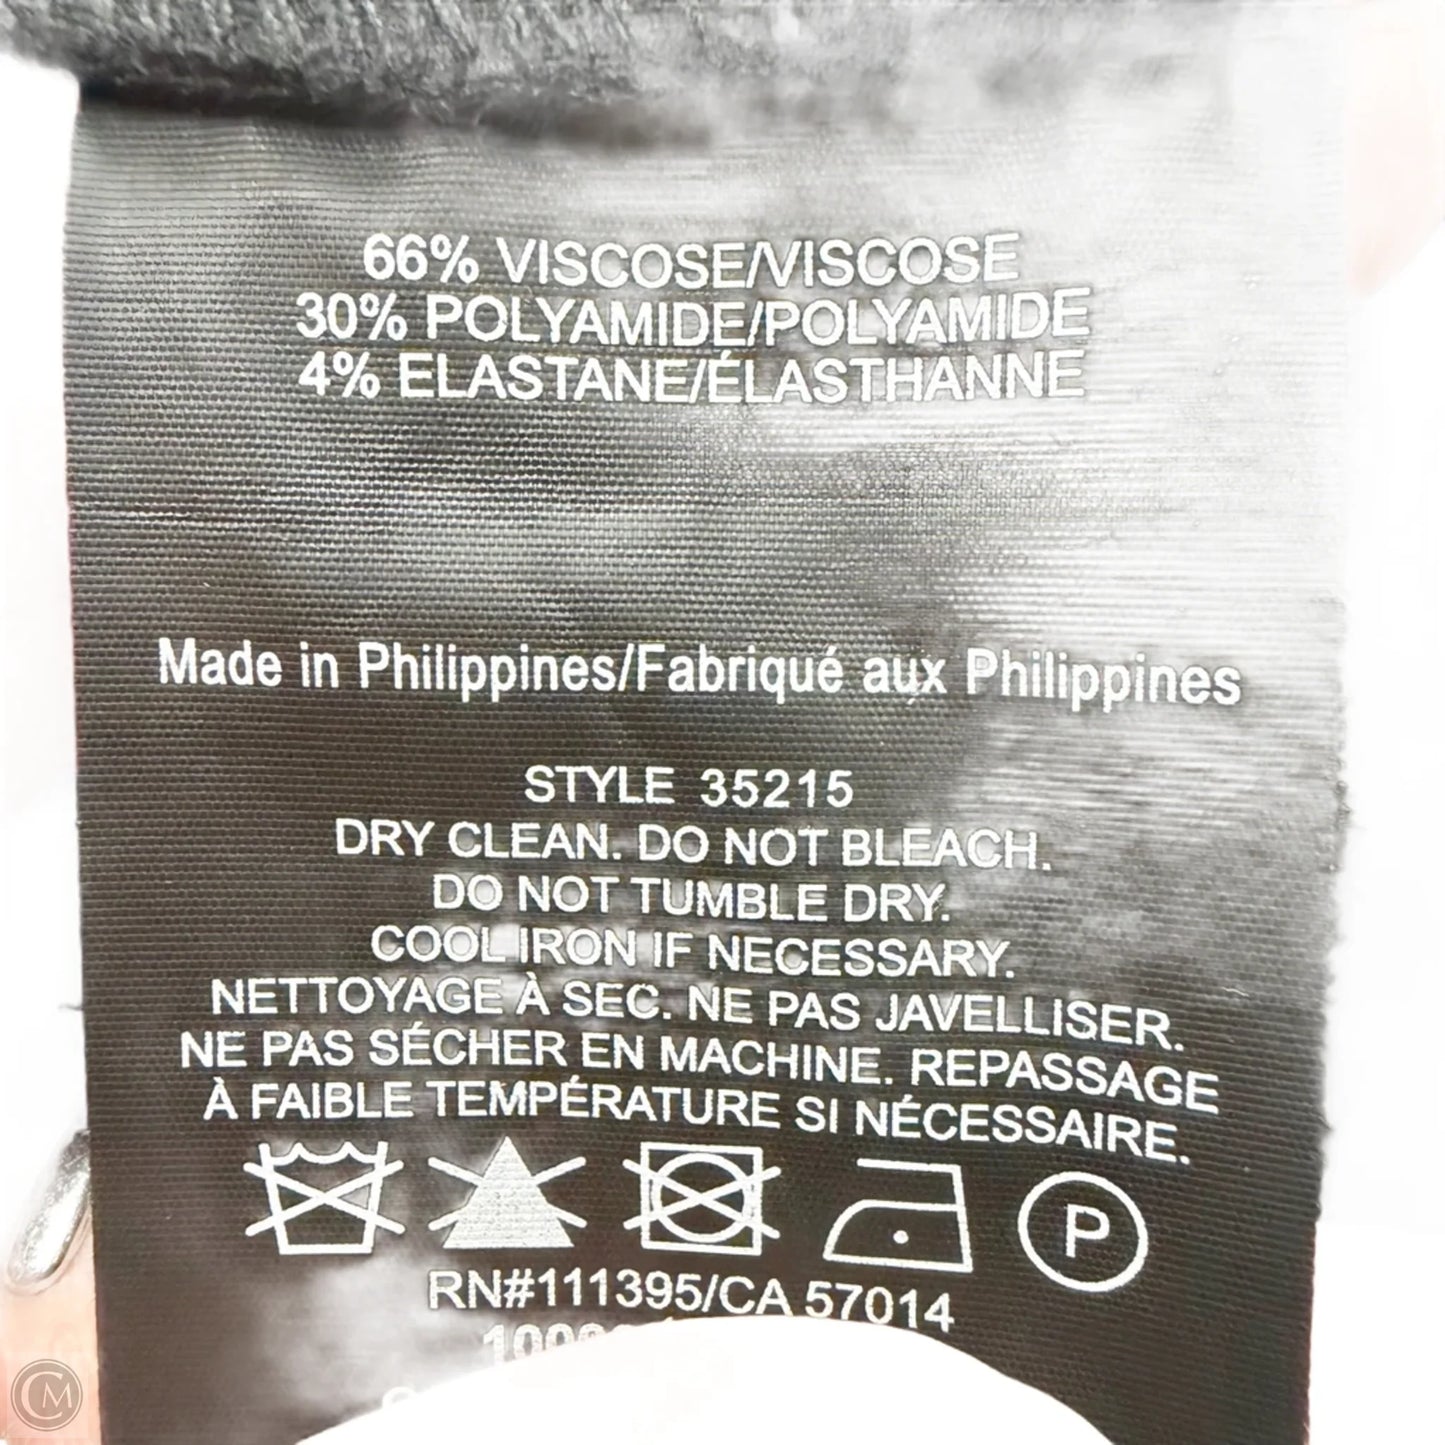 66% VISCOSE/VISCOSE
30% POLYAMIDE/POLYAMIDE
4% ELASTANE/ÉLASTHANNE
Made in Philippines/Fabriqué aux Philippines
STYLE 35215
DRY CLEAN. DO NOT BLEACH.
DO NOT TUMBLE DRY.
COOL IRON IF NECESSARY.
NETTOYAGE À SEC. NE PAS JAVELLISER.
NE PAS SÉCHER EN MACHINE. REPASSAGE
À FAIBLE TEMPÉRATURE SI NÉCESSAIRE.
P
RN#111395/CA 57014
CM